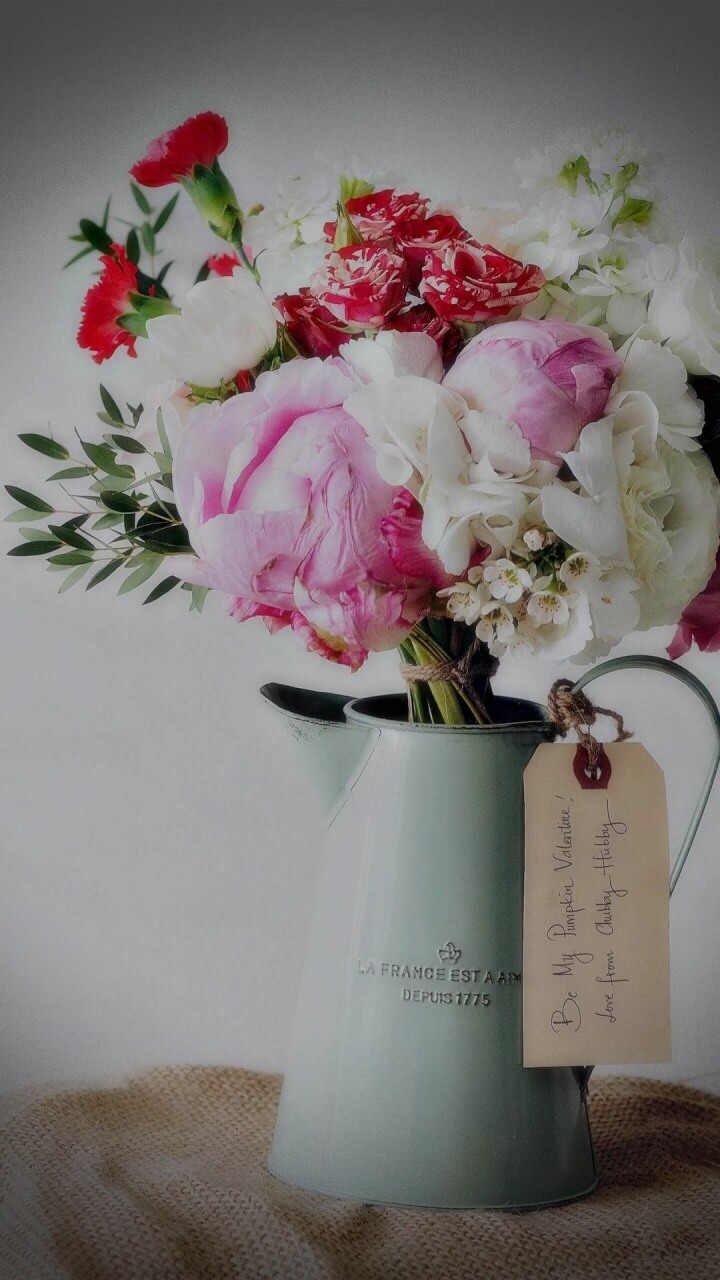 LA FRANCE EST A AIM
DEPUIS 1775
Be My Pumpkin Valentine!
Love from Chubby Hubby